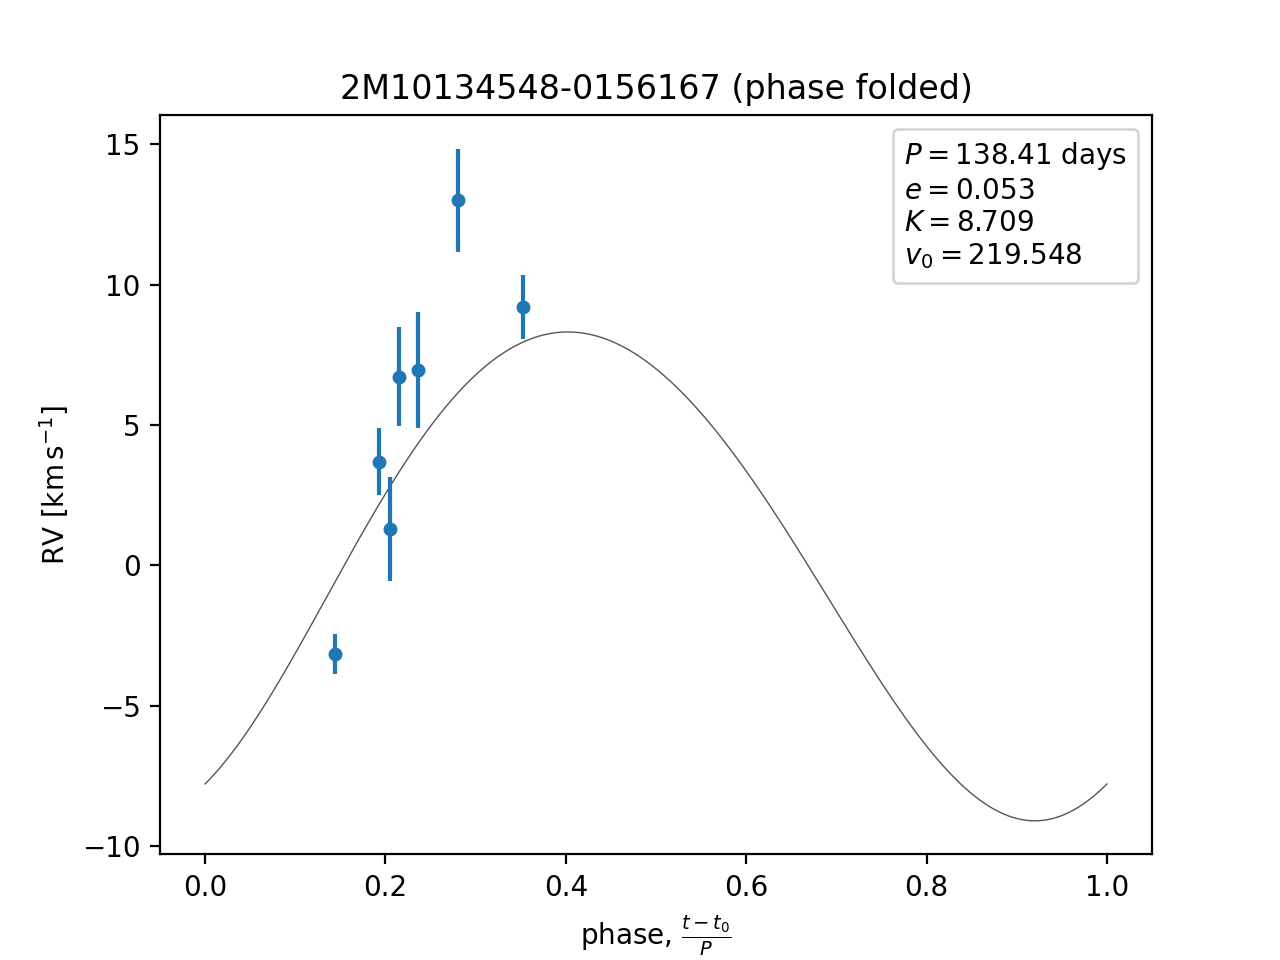 2M10134548-0156167 (phase folded)
P = 138.41 days
e = 0.053
K = 8.709
v₀ = 219.548
RV [km s⁻¹]
15
10
5
0
−5
−10
0.0 0.2 0.4 0.6 0.8 1.0
phase, (t − t₀)/P